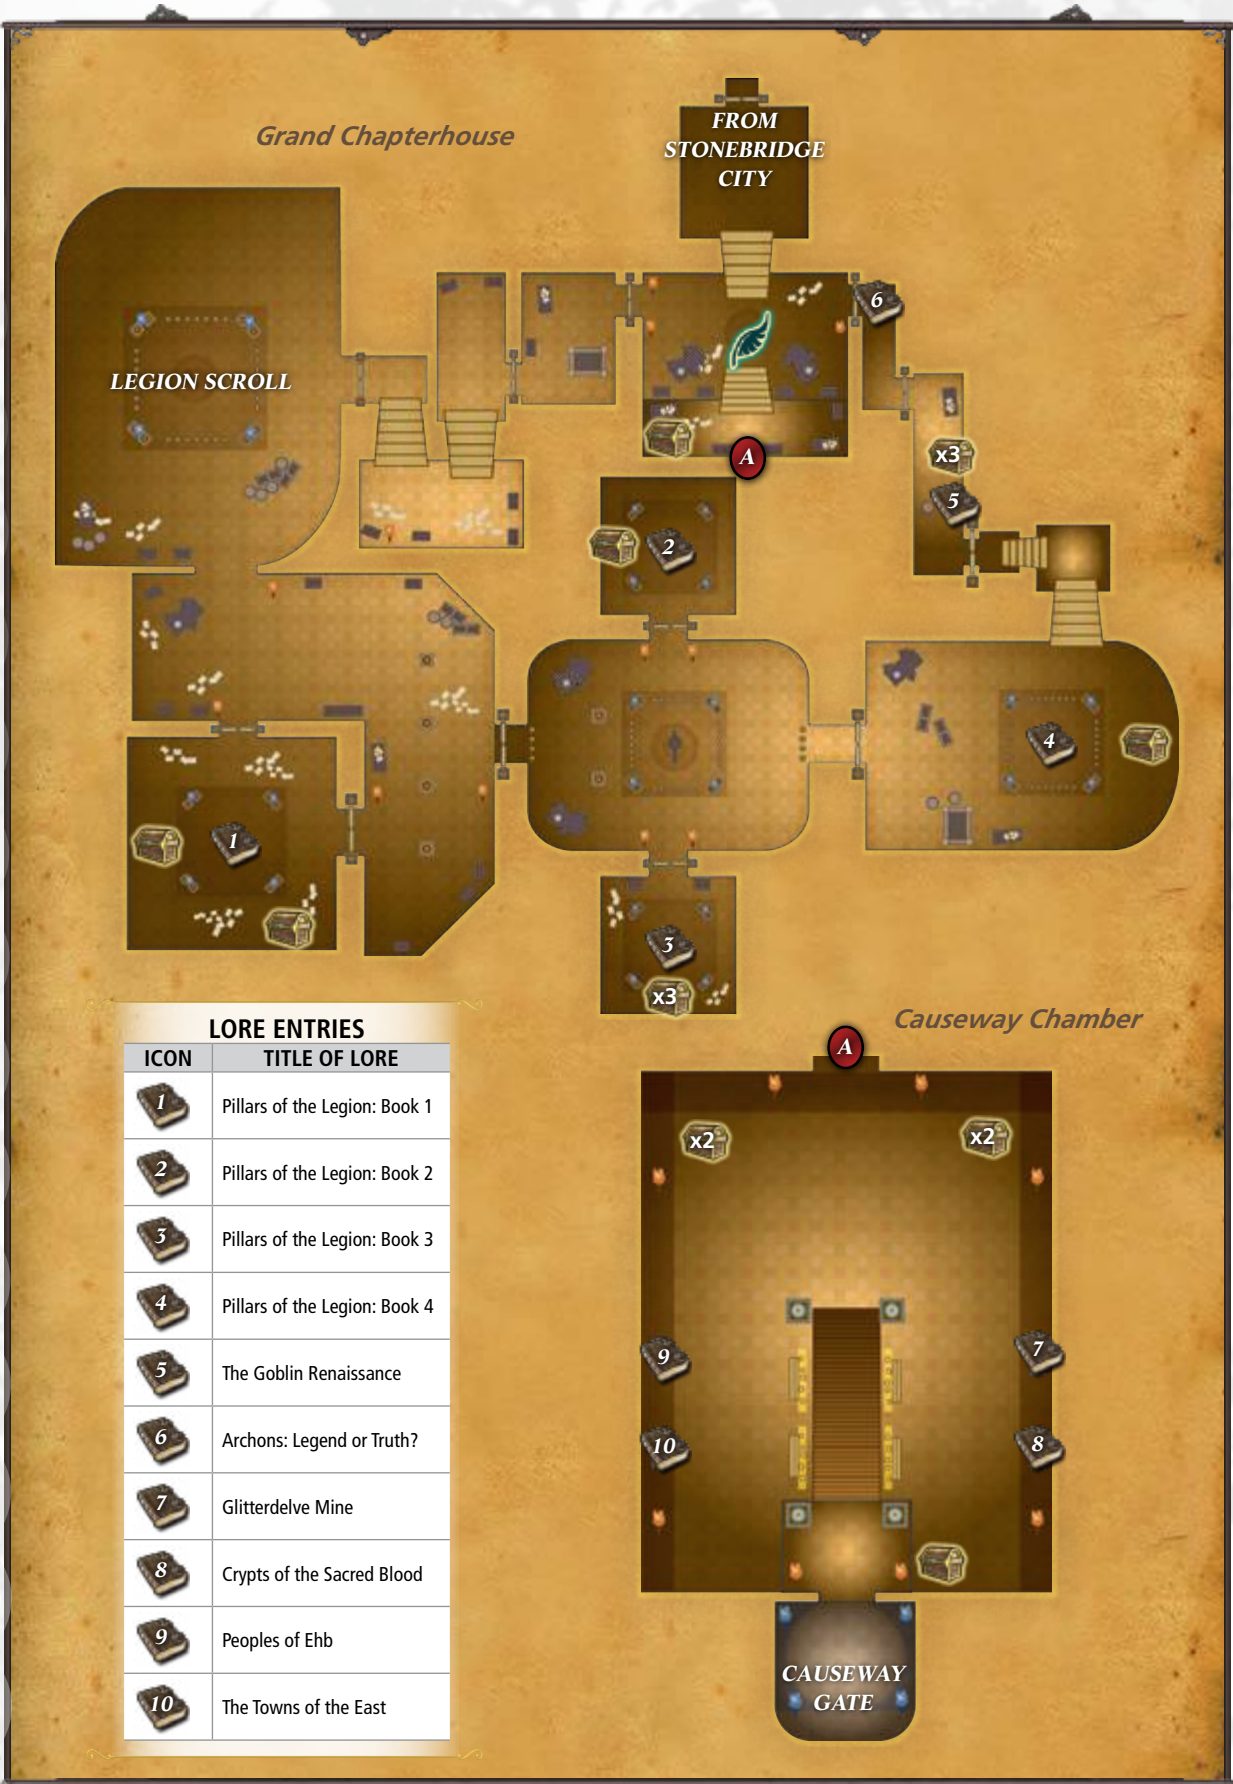 Grand Chapterhouse
FROM
STONEBRIDGE
CITY
6
LEGION SCROLL
A
x3
5
2
4
1
3
x3
LORE ENTRIES
ICON TITLE OF LORE
1 Pillars of the Legion: Book 1
2 Pillars of the Legion: Book 2
3 Pillars of the Legion: Book 3
4 Pillars of the Legion: Book 4
5 The Goblin Renaissance
6 Archons: Legend or Truth?
7 Glitterdelve Mine
8 Crypts of the Sacred Blood
9 Peoples of Ehb
10 The Towns of the East
Causeway Chamber
A
x2 x2
9 7
10 8
CAUSEWAY
GATE